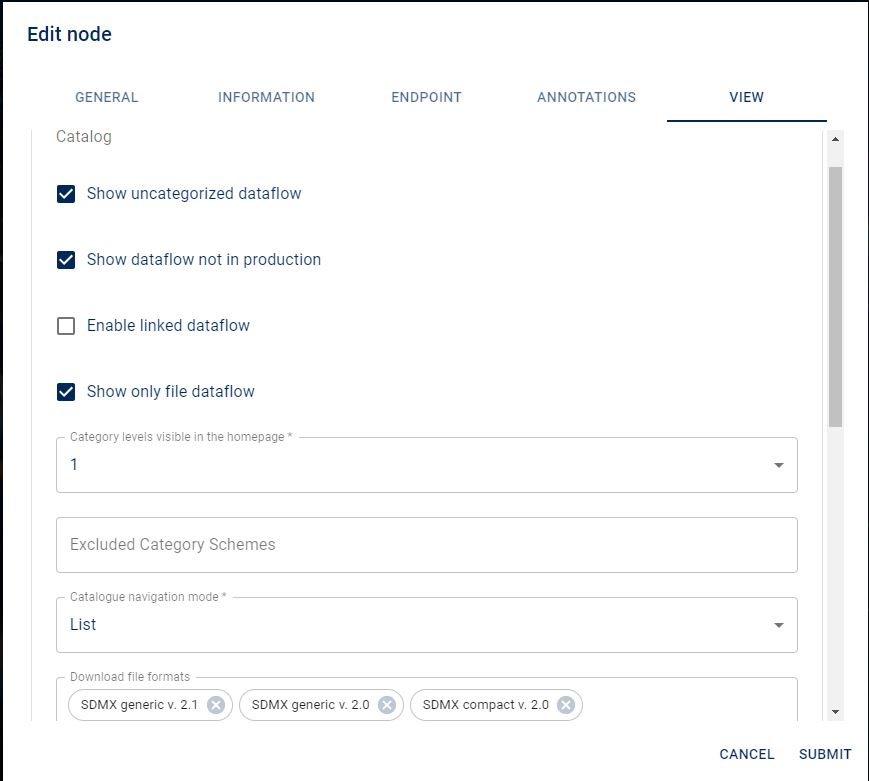 Edit node
GENERAL INFORMATION ENDPOINT ANNOTATIONS VIEW
Catalog
Show uncategorized dataflow
Show dataflow not in production
Enable linked dataflow
Show only file dataflow
Category levels visible in the homepage *
1
Excluded Category Schemes
Catalogue navigation mode *
List
Download file formats
SDMX generic v. 2.1 SDMX generic v. 2.0 SDMX compact v. 2.0
CANCEL SUBMIT